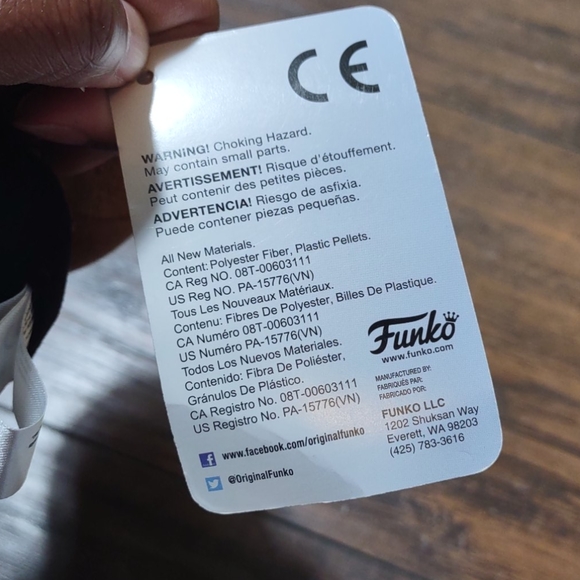 CE
WARNING! Choking Hazard.
May contain small parts.
AVERTISSEMENT! Risque d'étouffement.
Peut contenir des petites pièces.
ADVERTENCIA! Riesgo de asfixia.
Puede contener piezas pequeñas.
All New Materials.
Content: Polyester Fiber, Plastic Pellets.
CA Reg NO. 08T-00603111
US Reg NO. PA-15776(VN)
Tous Les Nouveaux Matériaux.
Contenu: Fibres De Polyester, Billes De Plastique.
CA Numéro 08T-00603111
US Numéro PA-15776(VN)
Todos Los Nuevos Materiales.
Contenido: Fibra De Poliéster,
Gránulos De Plástico.
CA Registro No. 08T-00603111
US Registro No. PA-15776(VN)
f www.facebook.com/originalfunko
@OriginalFunko
Funko
www.funko.com
MANUFACTURED BY:
FABRIQUÉS PAR:
FABRICADO POR:
FUNKO LLC
1202 Shuksan Way
Everett, WA 98203
(425) 783-3616